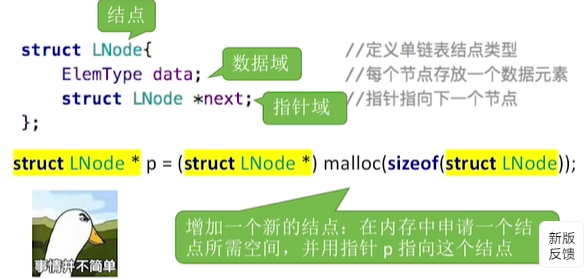 结点
struct LNode{ //定义单链表结点类型
ElemType data; 数据域 //每个节点存放一个数据元素
struct LNode *next; 指针域 //指针指向下一个节点
};
struct LNode * p = (struct LNode *) malloc(sizeof(struct LNode));
增加一个新的结点：在内存中申请一个结
点所需空间，并用指针 p 指向这个结点
事情并不简单
新版
反馈